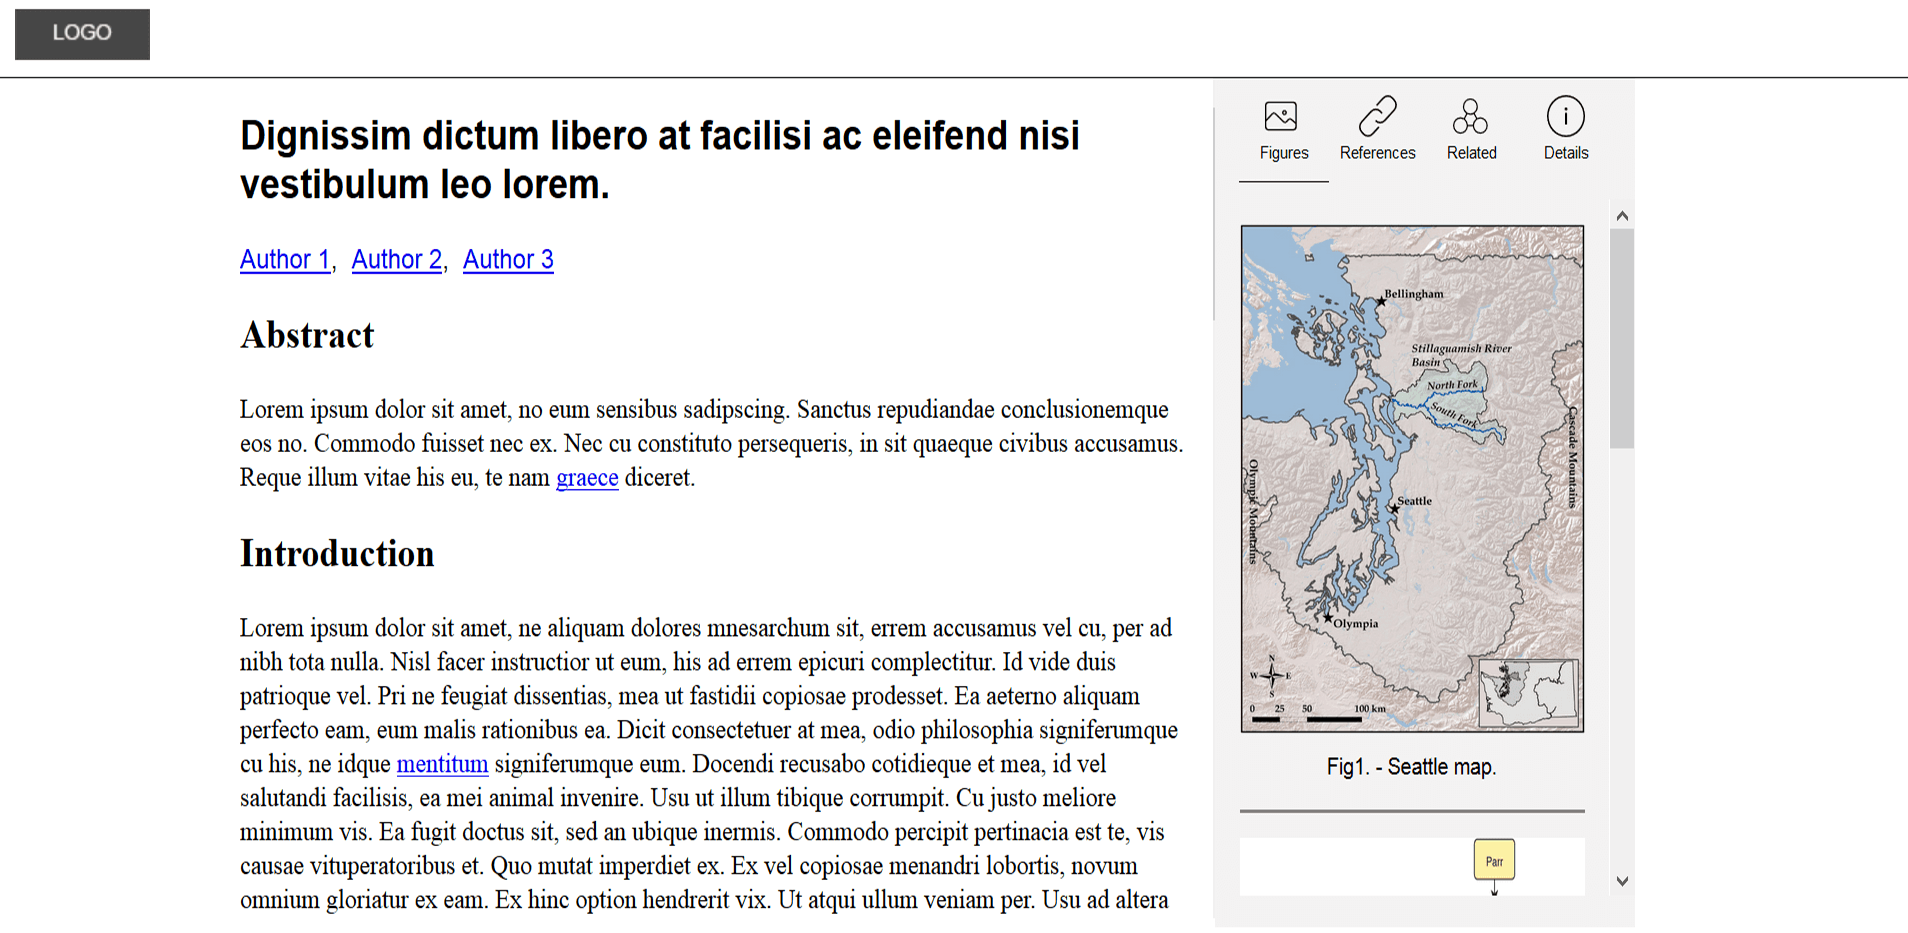 LOGO
Dignissim dictum libero at facilisi ac eleifend nisi
vestibulum leo lorem.
Author 1, Author 2, Author 3
Abstract
Lorem ipsum dolor sit amet, no eum sensibus sadipscing. Sanctus repudiandae conclusionemque
eos no. Commodo fuisset nec ex. Nec cu constituto persequeris, in sit quaeque civibus accusamus.
Reque illum vitae his eu, te nam graece diceret.
Introduction
Lorem ipsum dolor sit amet, ne aliquam dolores mnesarchum sit, errem accusamus vel cu, per ad
nibh tota nulla. Nisl facer instructior ut eum, his ad errem epicuri complectitur. Id vide duis
patrioque vel. Pri ne feugiat dissentias, mea ut fastidii copiosae prodesset. Ea aeterno aliquam
perfecto eam, eum malis rationibus ea. Dicit consectetuer at mea, odio philosophia signiferumque
cu his, ne idque mentitum signiferumque eum. Docendi recusabo cotidieque et mea, id vel
salutandi facilisis, ea mei animal invenire. Usu ut illum tibique corrumpit. Cu justo meliore
minimum vis. Ea fugit doctus sit, sed an ubique inermis. Commodo percipit pertinacia est te, vis
causae vituperatoribus et. Quo mutat imperdiet ex. Ex vel copiosae menandri lobortis, novum
omnium gloriatur ex eam. Ex hinc option hendrerit vix. Ut atqui ullum veniam per. Usu ad altera
Figures References Related Details
Bellingham
Stillaguamish River
Basin
North Fork
South Fork
Cascade Mountains
Olympic Mountains
Seattle
Olympia
N
W E
S
0 25 50 100 km
Fig1. - Seattle map.
Parr